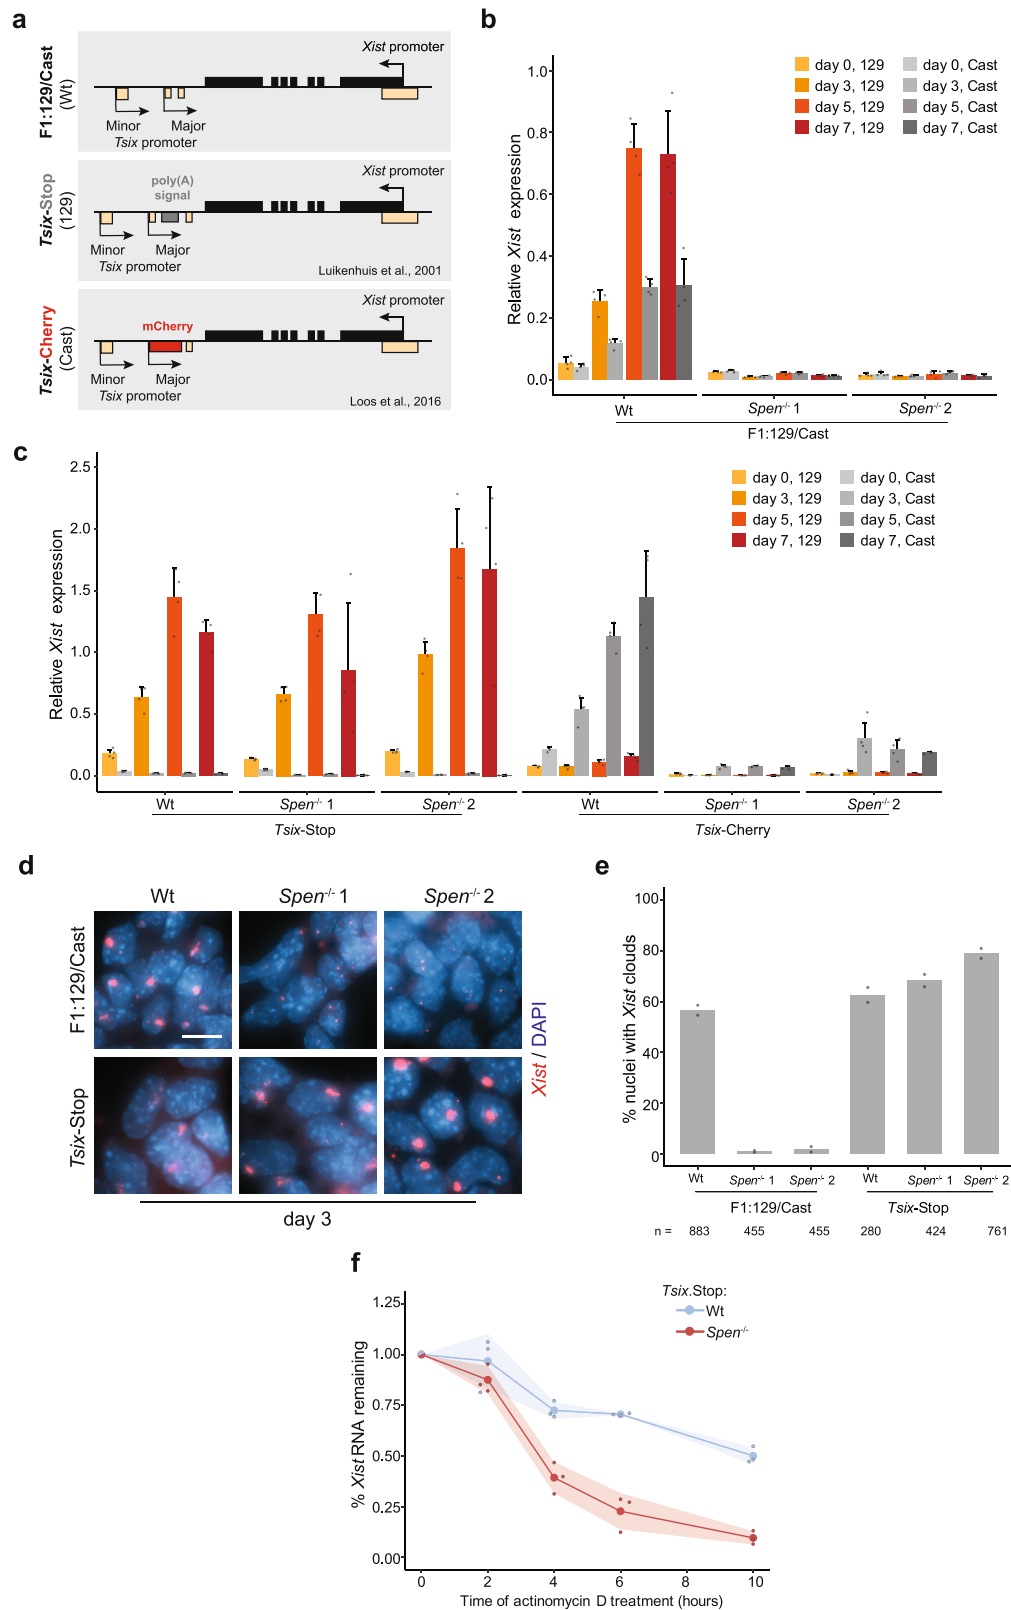 a
F1:129/Cast
(Wt)
Xist promoter
Minor
Major
Tsix promoter
Tsix-Stop
(129)
poly(A)
signal
Xist promoter
Minor
Major
Tsix promoter
Luikenhuis et al., 2001
Tsix-Cherry
(Cast)
mCherry
Xist promoter
Minor
Major
Tsix promoter
Loos et al., 2016
b
Relative Xist expression
1.0
0.8
0.6
0.4
0.2
0.0
day 0, 129
day 3, 129
day 5, 129
day 7, 129
day 0, Cast
day 3, Cast
day 5, Cast
day 7, Cast
Wt
Spen-/- 1
Spen-/- 2
F1:129/Cast
c
Relative Xist expression
2.5
2.0
1.5
1.0
0.5
0.0
day 0, 129
day 3, 129
day 5, 129
day 7, 129
day 0, Cast
day 3, Cast
day 5, Cast
day 7, Cast
Wt
Spen-/- 1
Spen-/- 2
Tsix-Stop
Wt
Spen-/- 1
Spen-/- 2
Tsix-Cherry
d
Wt
Spen-/- 1
Spen-/- 2
F1:129/Cast
Tsix-Stop
Xist / DAPI
day 3
e
% nuclei with Xist clouds
100
80
60
40
20
0
Wt
Spen-/- 1
Spen-/- 2
Wt
Spen-/- 1
Spen-/- 2
F1:129/Cast
Tsix-Stop
n = 883 455 455 280 424 761
f
% Xist RNA remaining
1.25
1.00
0.75
0.50
0.25
0.00
Tsix.Stop:
Wt
Spen-/-
0 2 4 6 8 10
Time of actinomycin D treatment (hours)